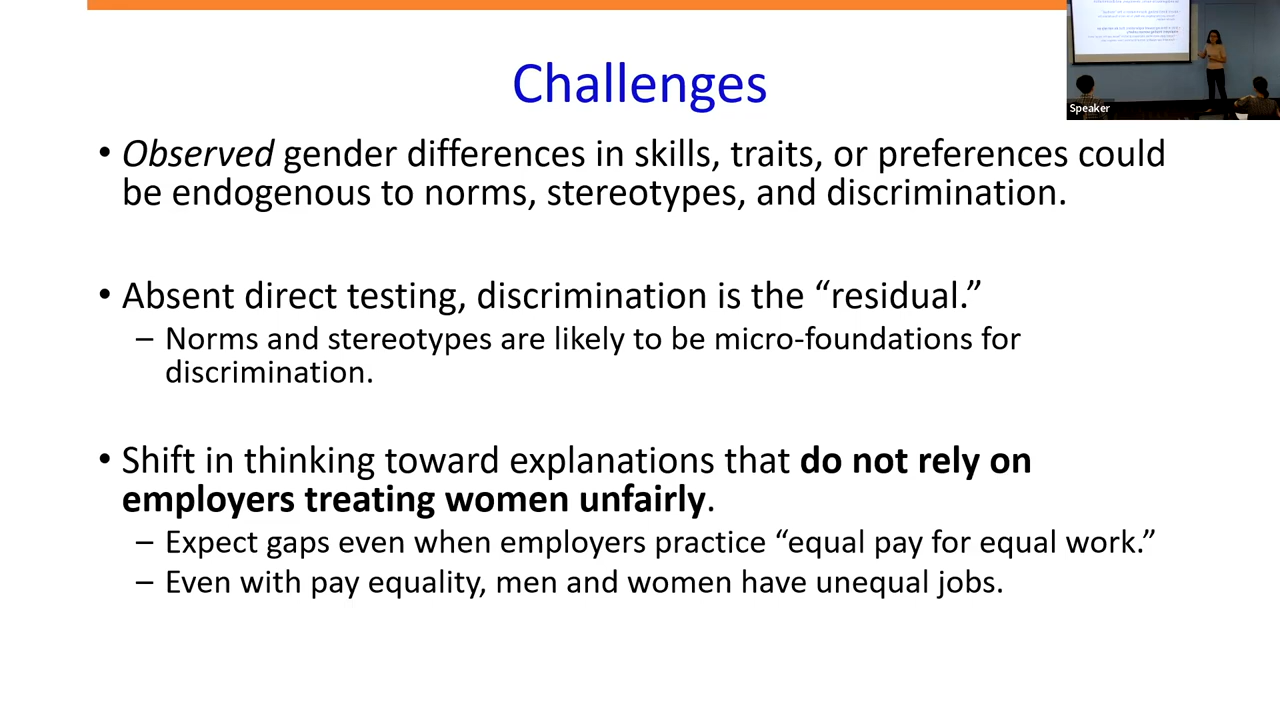 Challenges
Speaker
• Observed gender differences in skills, traits, or preferences could
be endogenous to norms, stereotypes, and discrimination.
• Absent direct testing, discrimination is the “residual.”
– Norms and stereotypes are likely to be micro-foundations for
discrimination.
• Shift in thinking toward explanations that do not rely on
employers treating women unfairly.
– Expect gaps even when employers practice “equal pay for equal work.”
– Even with pay equality, men and women have unequal jobs.